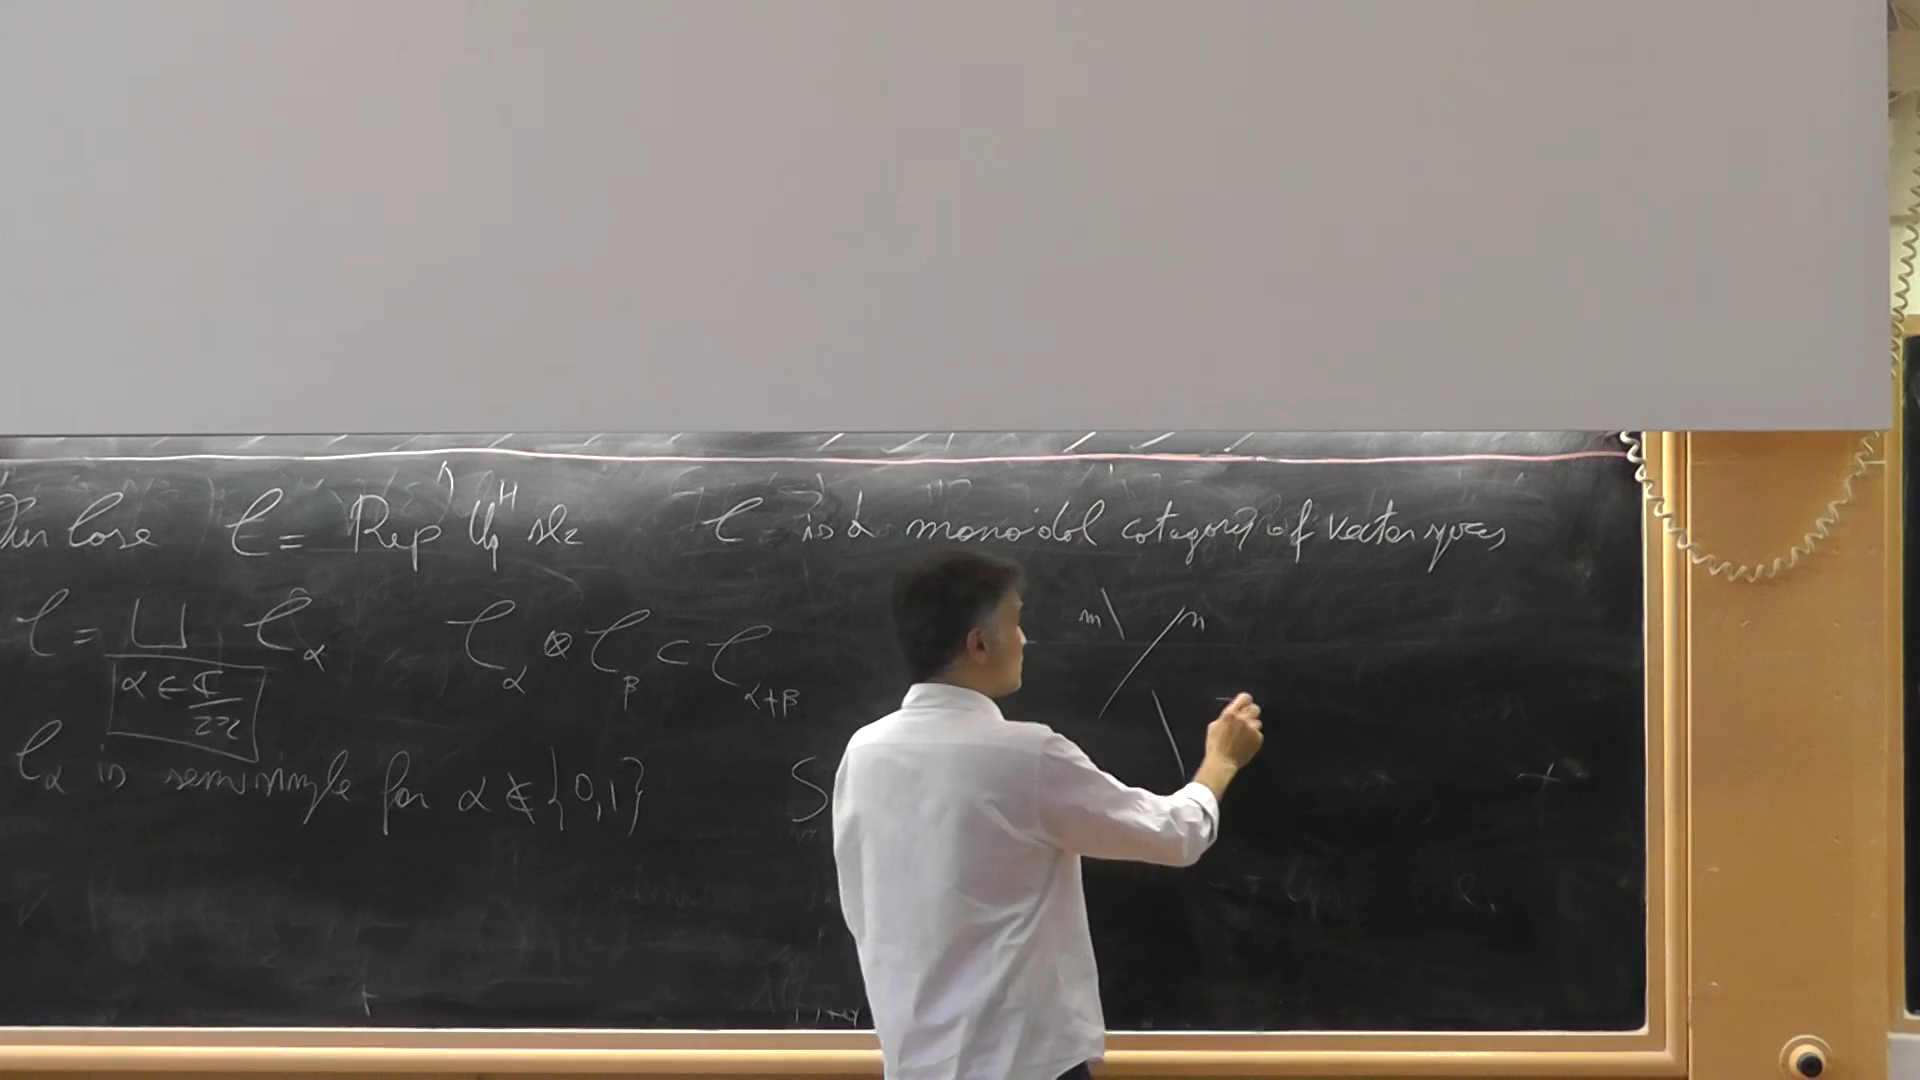 Our Case 𝒞 = Rep U_q^H sl_2 𝒞 is a monoidal category of vector spaces
𝒞 = ⊔_{α ∈ ℂ/2ℤ} 𝒞_α 𝒞_α ⊗ 𝒞_β ⊂ 𝒞_{α+β}
m n
𝒞_α is semisimple for α ∉ {0,1} S